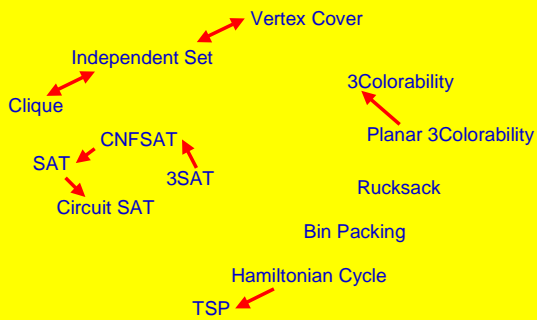 Vertex Cover
Independent Set
3Colorability
Clique
Planar 3Colorability
CNFSAT
SAT
3SAT
Rucksack
Circuit SAT
Bin Packing
Hamiltonian Cycle
TSP